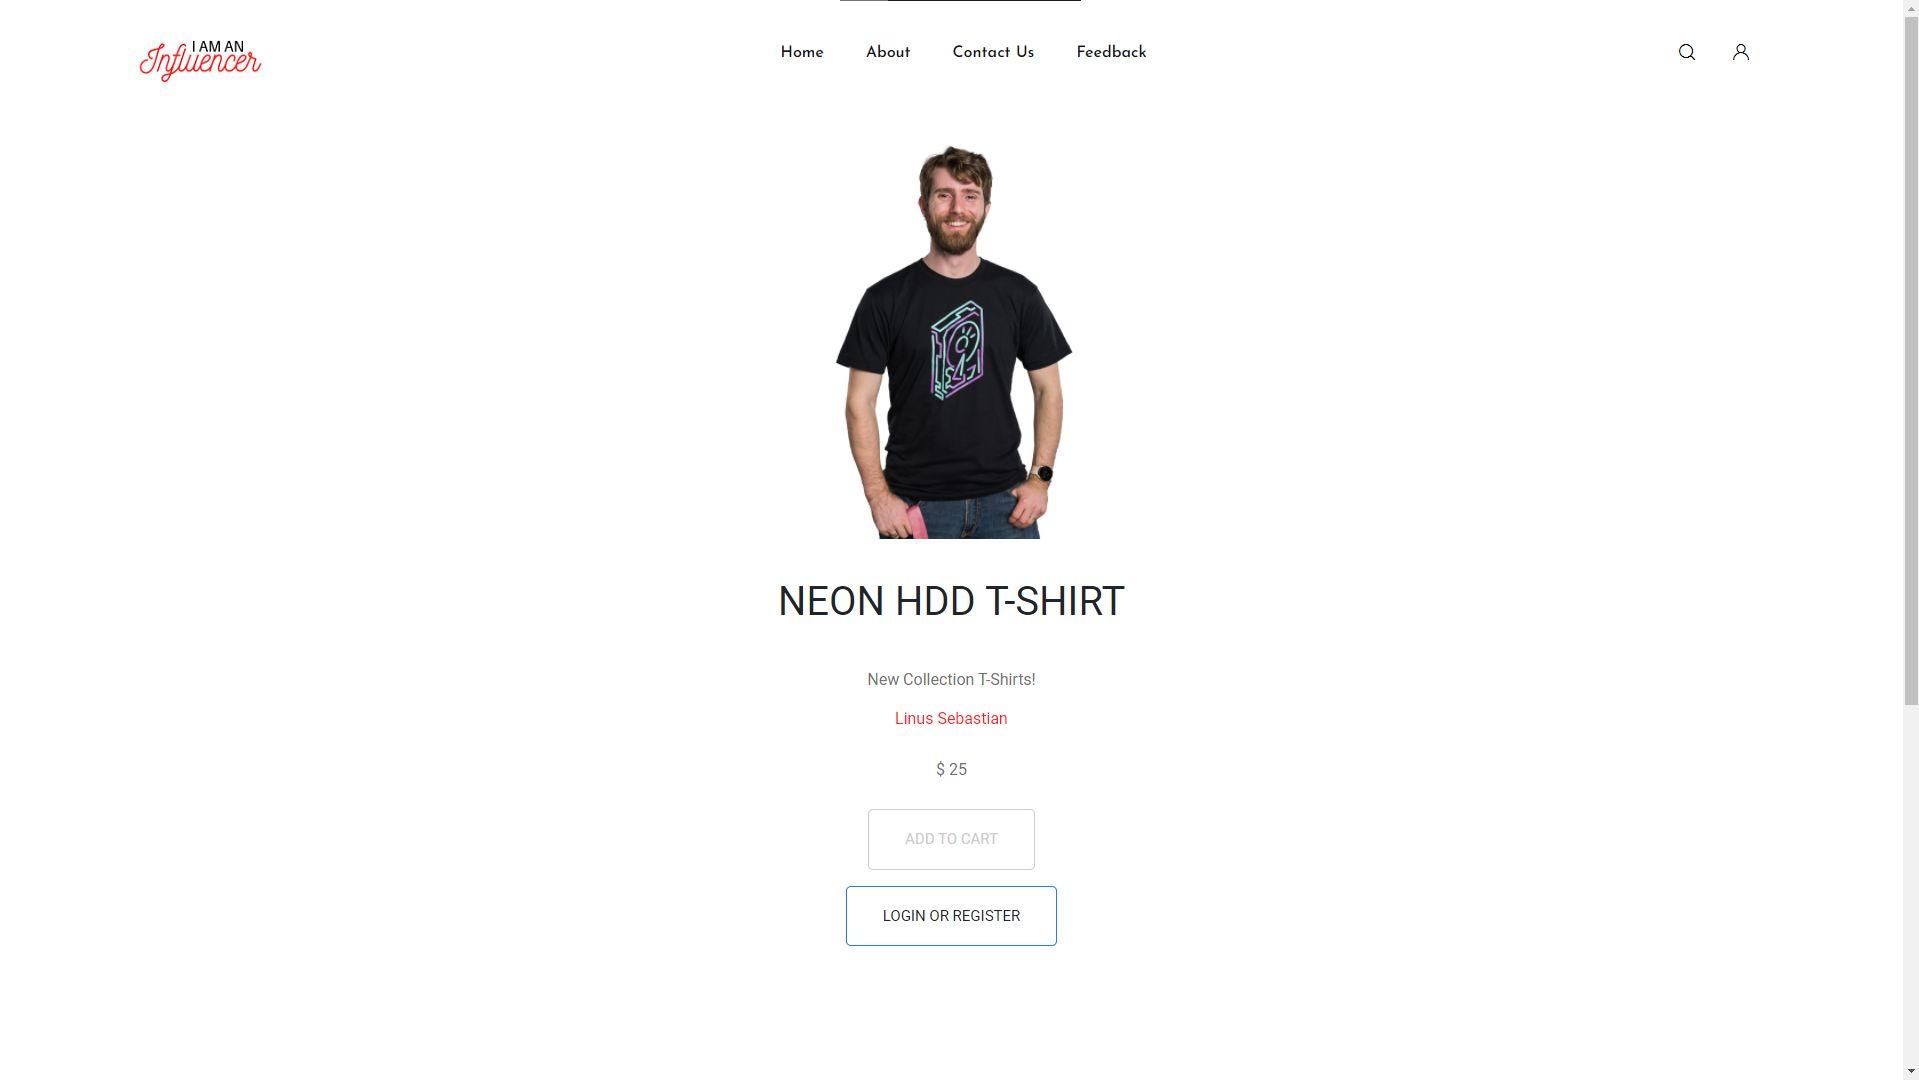 I AM AN
Influencer
Home
About
Contact Us
Feedback
NEON HDD T-SHIRT
New Collection T-Shirts!
Linus Sebastian
$ 25
ADD TO CART
LOGIN OR REGISTER